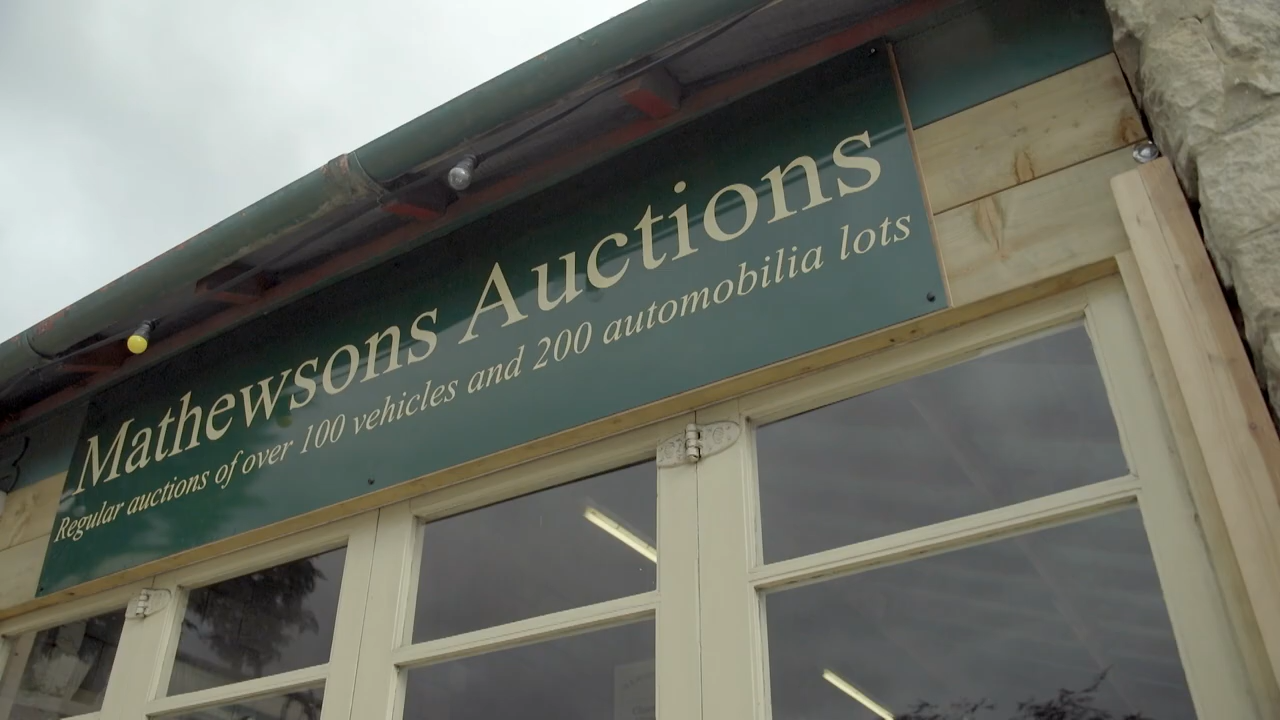 Mathewsons Auctions
Regular auctions of over 100 vehicles and 200 automobilia lots